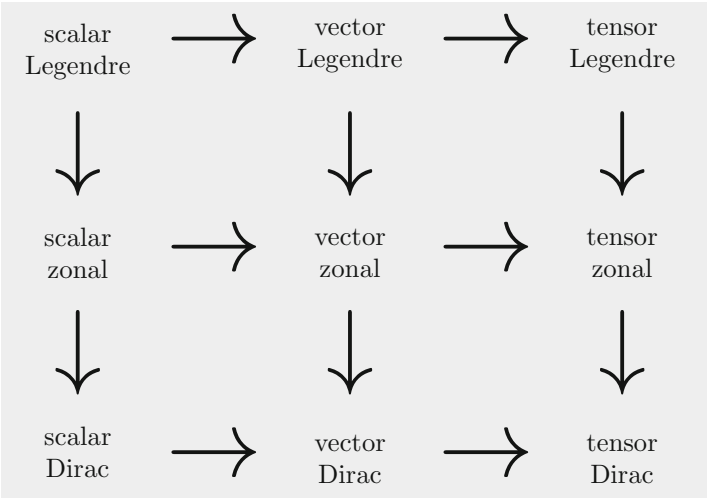 scalar
Legendre
vector
Legendre
tensor
Legendre
scalar
zonal
vector
zonal
tensor
zonal
scalar
Dirac
vector
Dirac
tensor
Dirac